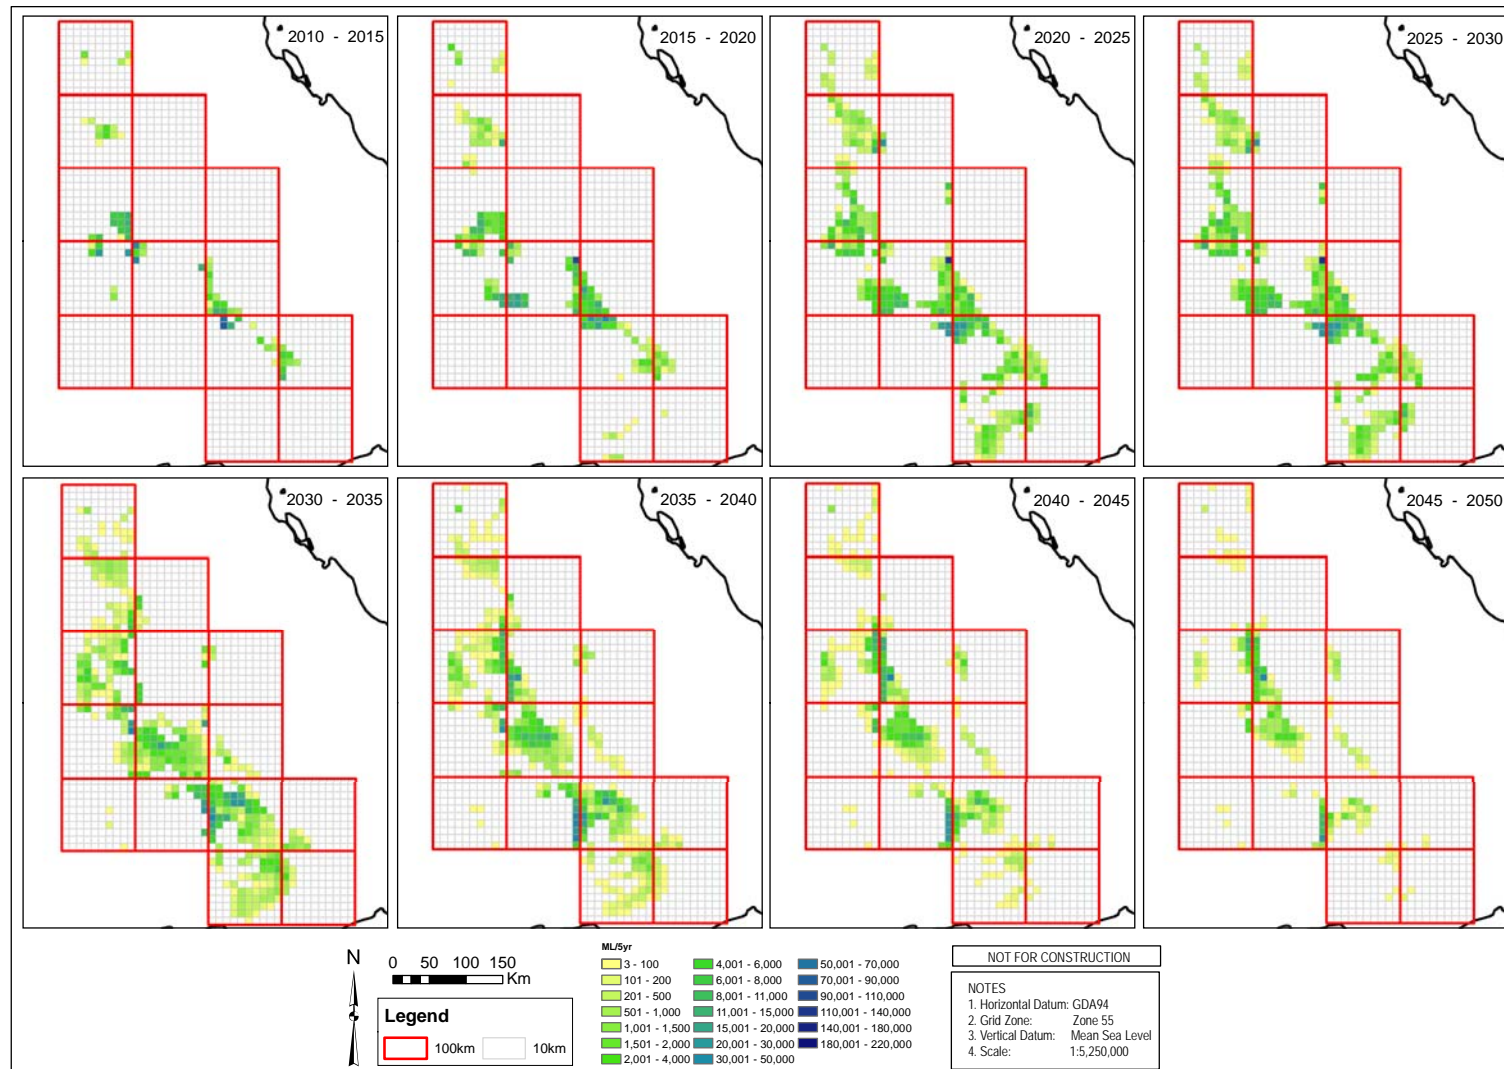 2010 - 2015
2015 - 2020
2020 - 2025
2025 - 2030
2030 - 2035
2035 - 2040
2040 - 2045
2045 - 2050
N
0 50 100 150
Km
Legend
100km 10km
ML/5yr
3 - 100
101 - 200
201 - 500
501 - 1,000
1,001 - 1,500
1,501 - 2,000
2,001 - 4,000
4,001 - 6,000
6,001 - 8,000
8,001 - 11,000
11,001 - 15,000
15,001 - 20,000
20,001 - 30,000
30,001 - 50,000
50,001 - 70,000
70,001 - 90,000
90,001 - 110,000
110,001 - 140,000
140,001 - 180,000
180,001 - 220,000
NOT FOR CONSTRUCTION
NOTES
1. Horizontal Datum: GDA94
2. Grid Zone: Zone 55
3. Vertical Datum: Mean Sea Level
4. Scale: 1:5,250,000